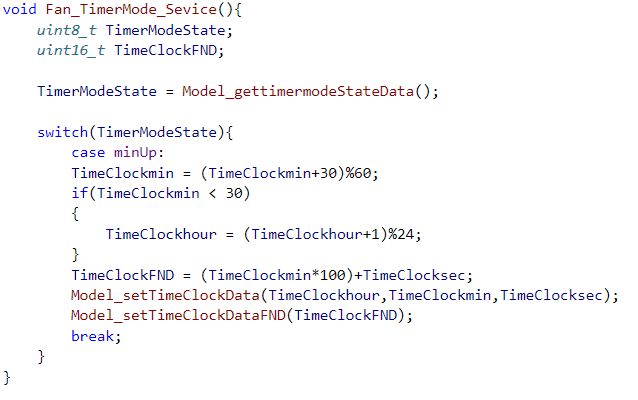 void Fan_TimerMode_Sevice(){
    uint8_t TimerModeState;
    uint16_t TimeClockFND;

    TimerModeState = Model_gettimermodeStateData();

    switch(TimerModeState){
        case minUp:
        TimeClockmin = (TimeClockmin+30)%60;
        if(TimeClockmin < 30)
        {
            TimeClockhour = (TimeClockhour+1)%24;
        }
        TimeClockFND = (TimeClockmin*100)+TimeClocksec;
        Model_setTimeClockData(TimeClockhour,TimeClockmin,TimeClocksec);
        Model_setTimeClockDataFND(TimeClockFND);
        break;
    }
}